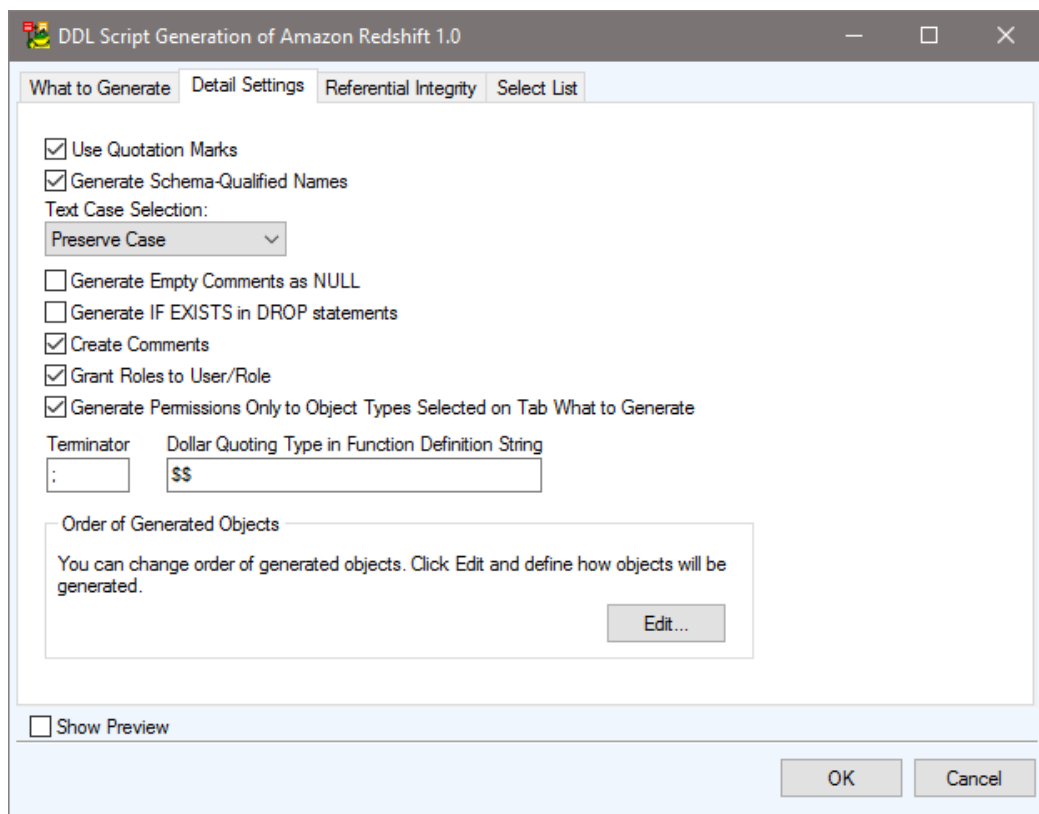 DDL Script Generation of Amazon Redshift 1.0
What to Generate Detail Settings Referential Integrity Select List
Use Quotation Marks
Generate Schema-Qualified Names
Text Case Selection:
Preserve Case
Generate Empty Comments as NULL
Generate IF EXISTS in DROP statements
Create Comments
Grant Roles to User/Role
Generate Permissions Only to Object Types Selected on Tab What to Generate
Terminator Dollar Quoting Type in Function Definition String
; $$
Order of Generated Objects
You can change order of generated objects. Click Edit and define how objects will be
generated.
Edit...
Show Preview
OK Cancel